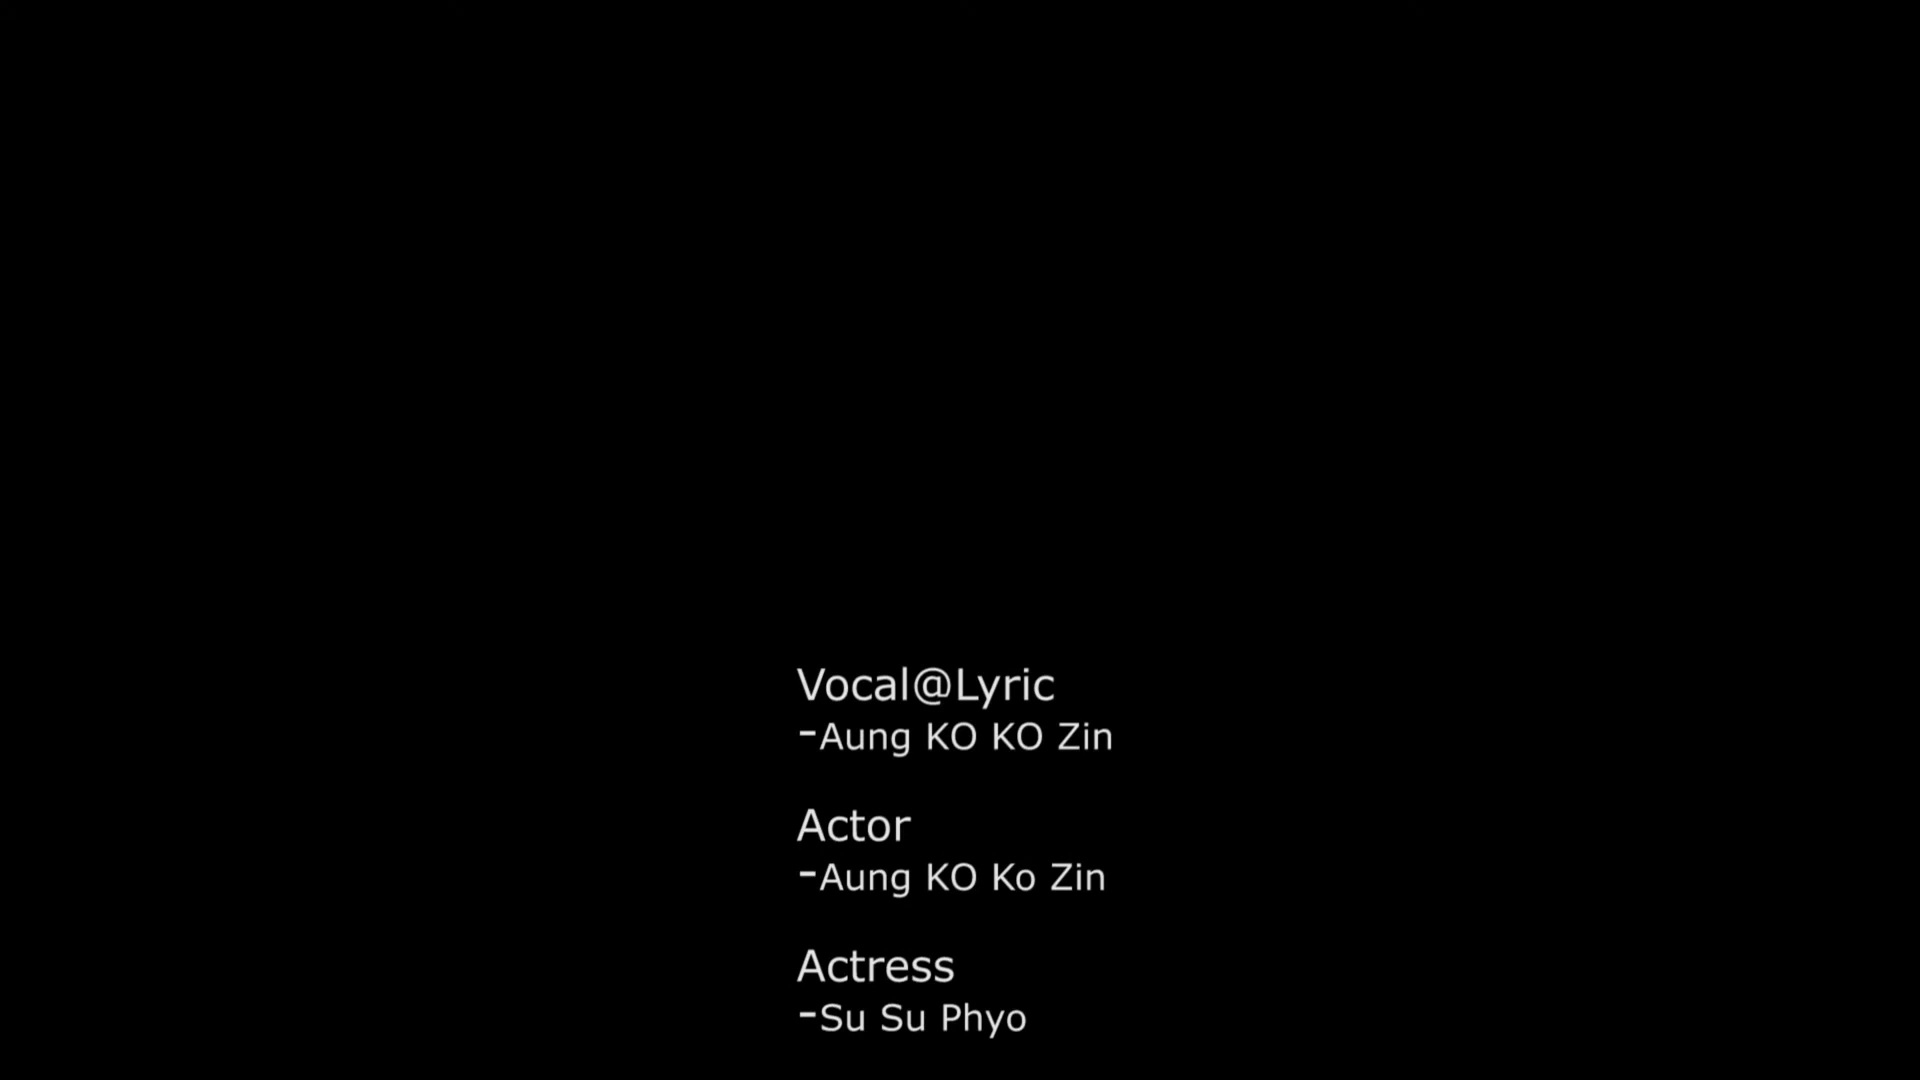 Vocal@Lyric
-Aung KO KO Zin
Actor
-Aung KO Ko Zin
Actress
-Su Su Phyo